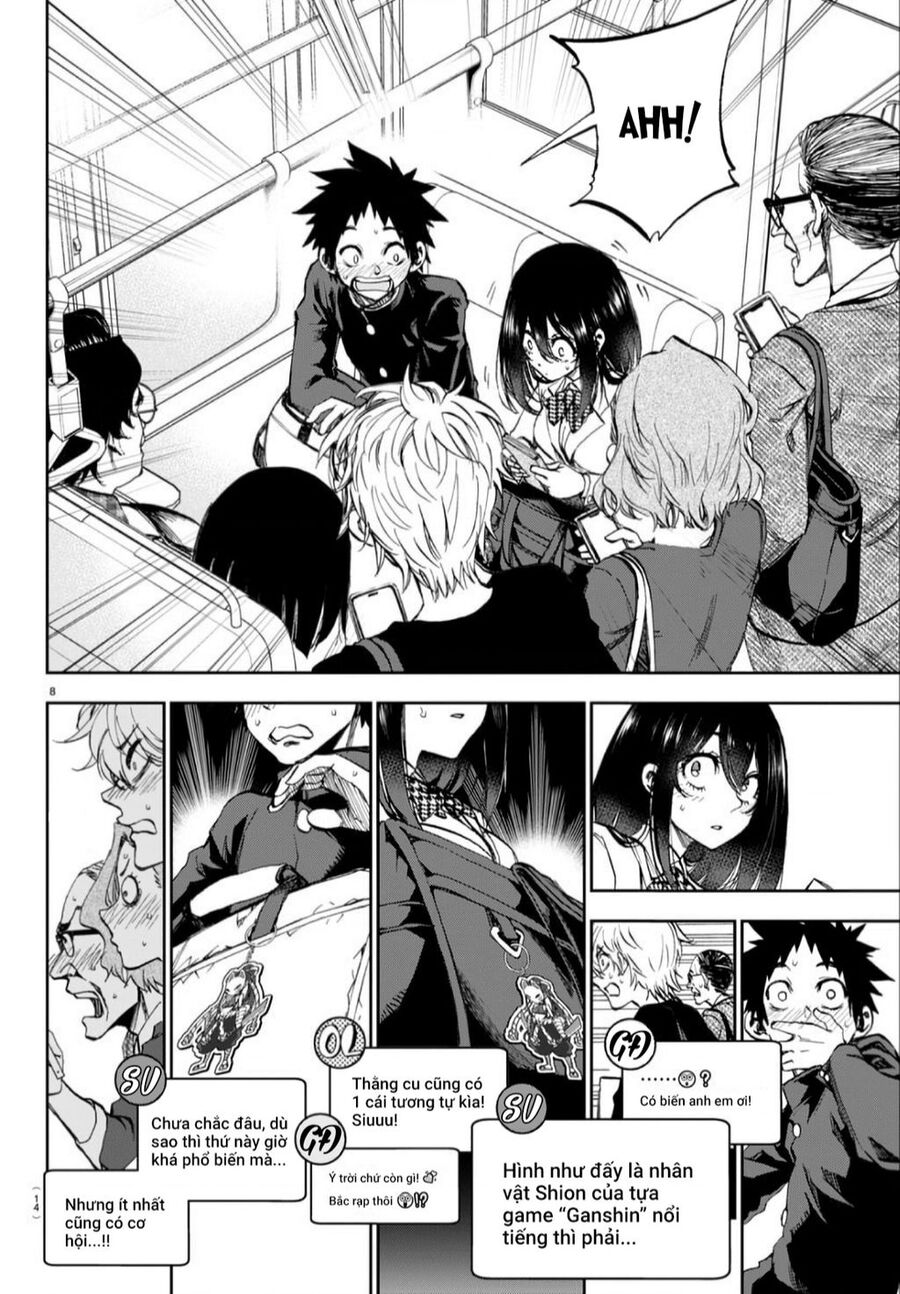 AHH!
8
GĐ
......😲?
Có biến anh em ơi!
SV
Hình như đấy là nhân
vật Shion của tựa
game “Ganshin” nổi
tiếng thì phải...
OL
Thằng cu cũng có
1 cái tương tự kìa!
Siuuu!
GĐ
Ý trời chứ còn gì!
Bắc rạp thôi 😲!?
SV
Chưa chắc đâu, dù
sao thì thứ này giờ
khá phổ biến mà...
Nhưng ít nhất
cũng có cơ
hội...!!
(14)